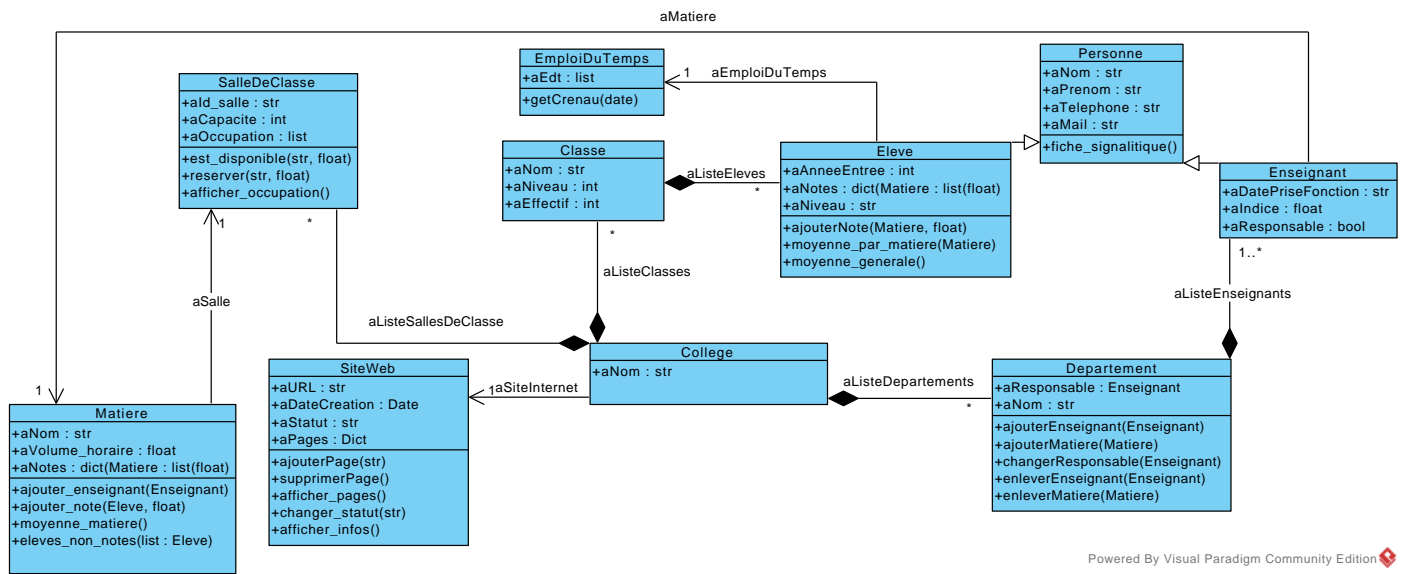 aMatiere
Personne
+aNom : str
+aPrenom : str
+aTelephone : str
+aMail : str
+fiche_signalitique()
EmploiDuTemps
+aEdt : list
+getCrenau(date)
1
aEmploiDuTemps
SalleDeClasse
+aId_salle : str
+aCapacite : int
+aOccupation : list
+est_disponible(str, float)
+reserver(str, float)
+afficher_occupation()
Classe
+aNom : str
+aNiveau : int
+aEffectif : int
aListeEleves
*
Eleve
+aAnneeEntree : int
+aNotes : dict(Matiere : list(float)
+aNiveau : str
+ajouterNote(Matiere, float)
+moyenne_par_matiere(Matiere)
+moyenne_generale()
Enseignant
+aDatePriseFonction : str
+aIndice : float
+aResponsable : bool
1
*
*
1..*
aListeClasses
aListeEnseignants
aSalle
aListeSallesDeClasse
College
+aNom : str
SiteWeb
+aURL : str
+aDateCreation : Date
+aStatut : str
+aPages : Dict
+ajouterPage(str)
+supprimerPage()
+afficher_pages()
+changer_statut(str)
+afficher_infos()
1
aSiteInternet
aListeDepartements
*
Departement
+aResponsable : Enseignant
+aNom : str
+ajouterEnseignant(Enseignant)
+ajouterMatiere(Matiere)
+changerResponsable(Enseignant)
+enleverEnseignant(Enseignant)
+enleverMatiere(Matiere)
1
Matiere
+aNom : str
+aVolume_horaire : float
+aNotes : dict(Matiere : list(float)
+ajouter_enseignant(Enseignant)
+ajouter_note(Eleve, float)
+moyenne_matiere()
+eleves_non_notes(list : Eleve)
Powered By Visual Paradigm Community Edition